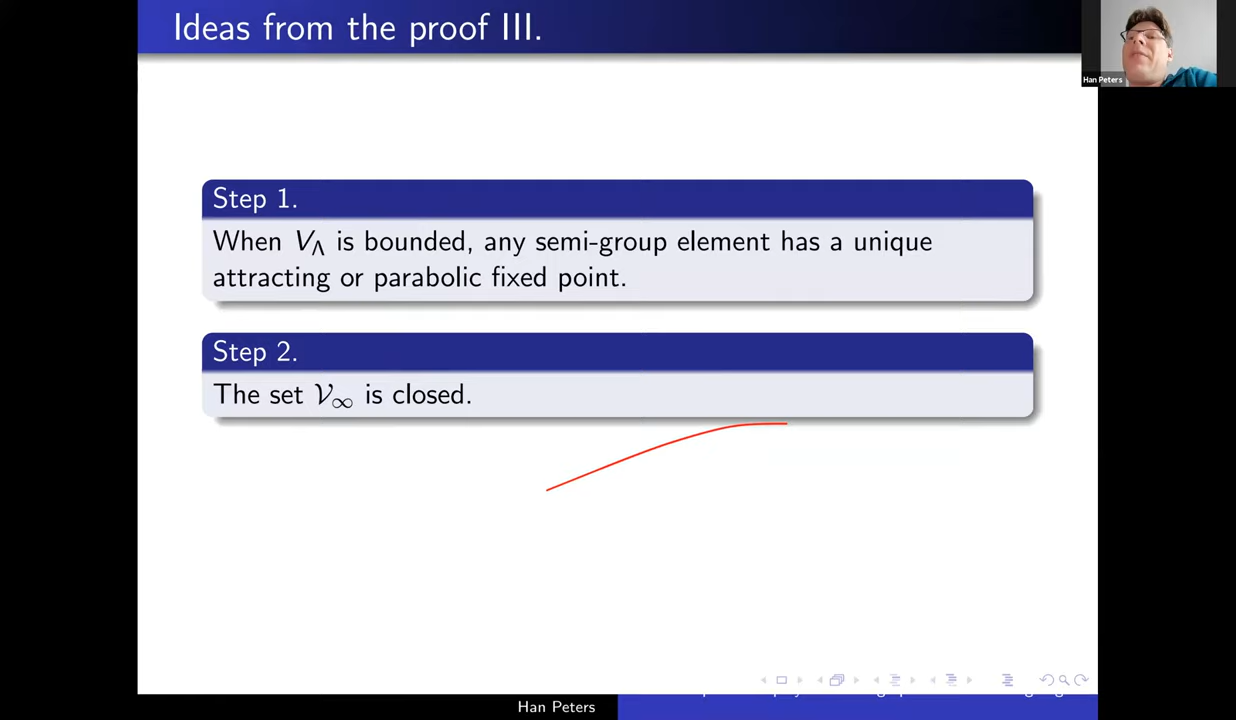 Ideas from the proof III.
Han Peters
Step 1.
When V_Λ is bounded, any semi-group element has a unique
attracting or parabolic fixed point.
Step 2.
The set 𝒱_∞ is closed.
Han Peters